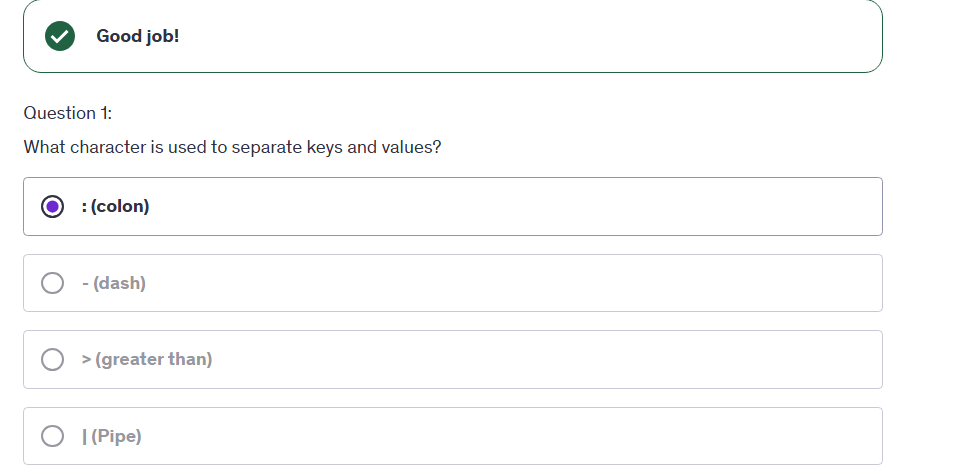 Good job!
Question 1:
What character is used to separate keys and values?
: (colon)
- (dash)
> (greater than)
| (Pipe)